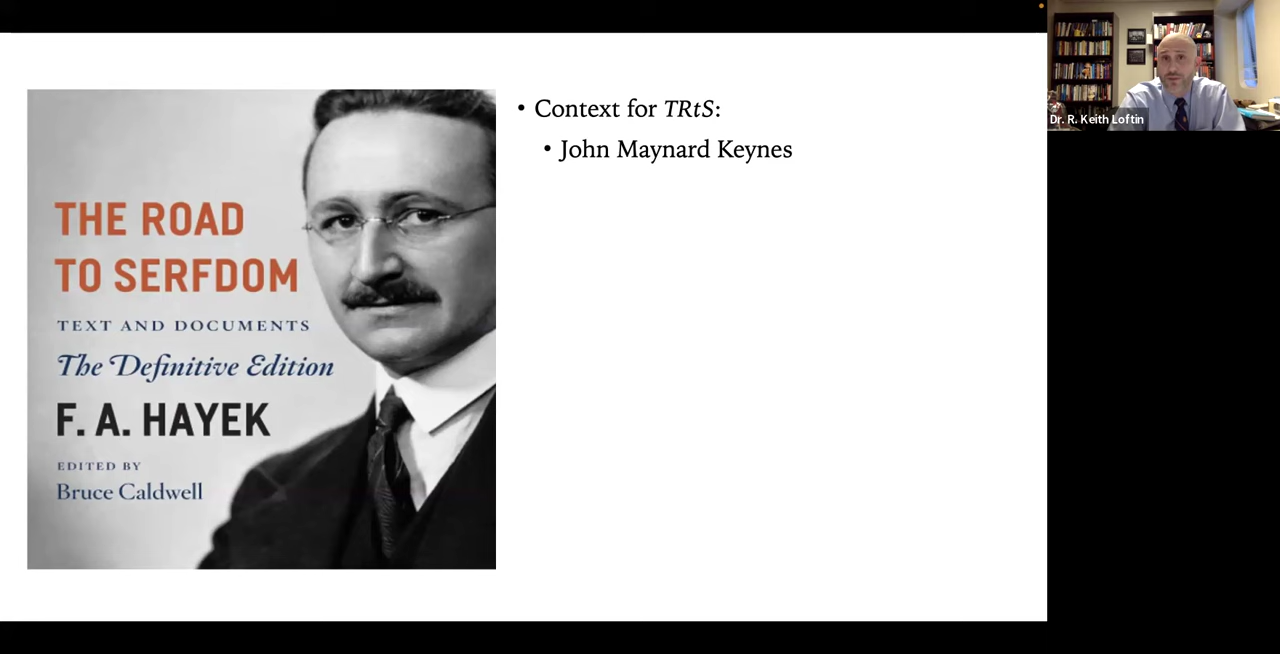 THE ROAD
TO SERFDOM
TEXT AND DOCUMENTS
The Definitive Edition
F. A. HAYEK
EDITED BY
Bruce Caldwell
• Context for TRtS:
• John Maynard Keynes
Dr. R. Keith Loftin